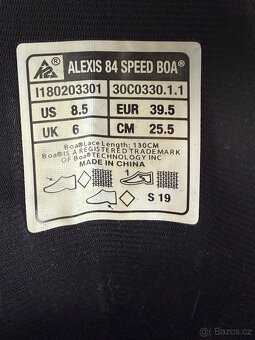 K2 ALEXIS 84 SPEED BOA®
I180203301 30C0330.1.1
US 8.5 EUR 39.5
UK 6 CM 25.5
Boa®Lace Length: 130CM
Boa®IS A REGISTERED TRADEMARK
OF Boa®TECHNOLOGY INC
MADE IN CHINA
S 19
Bazos.cz